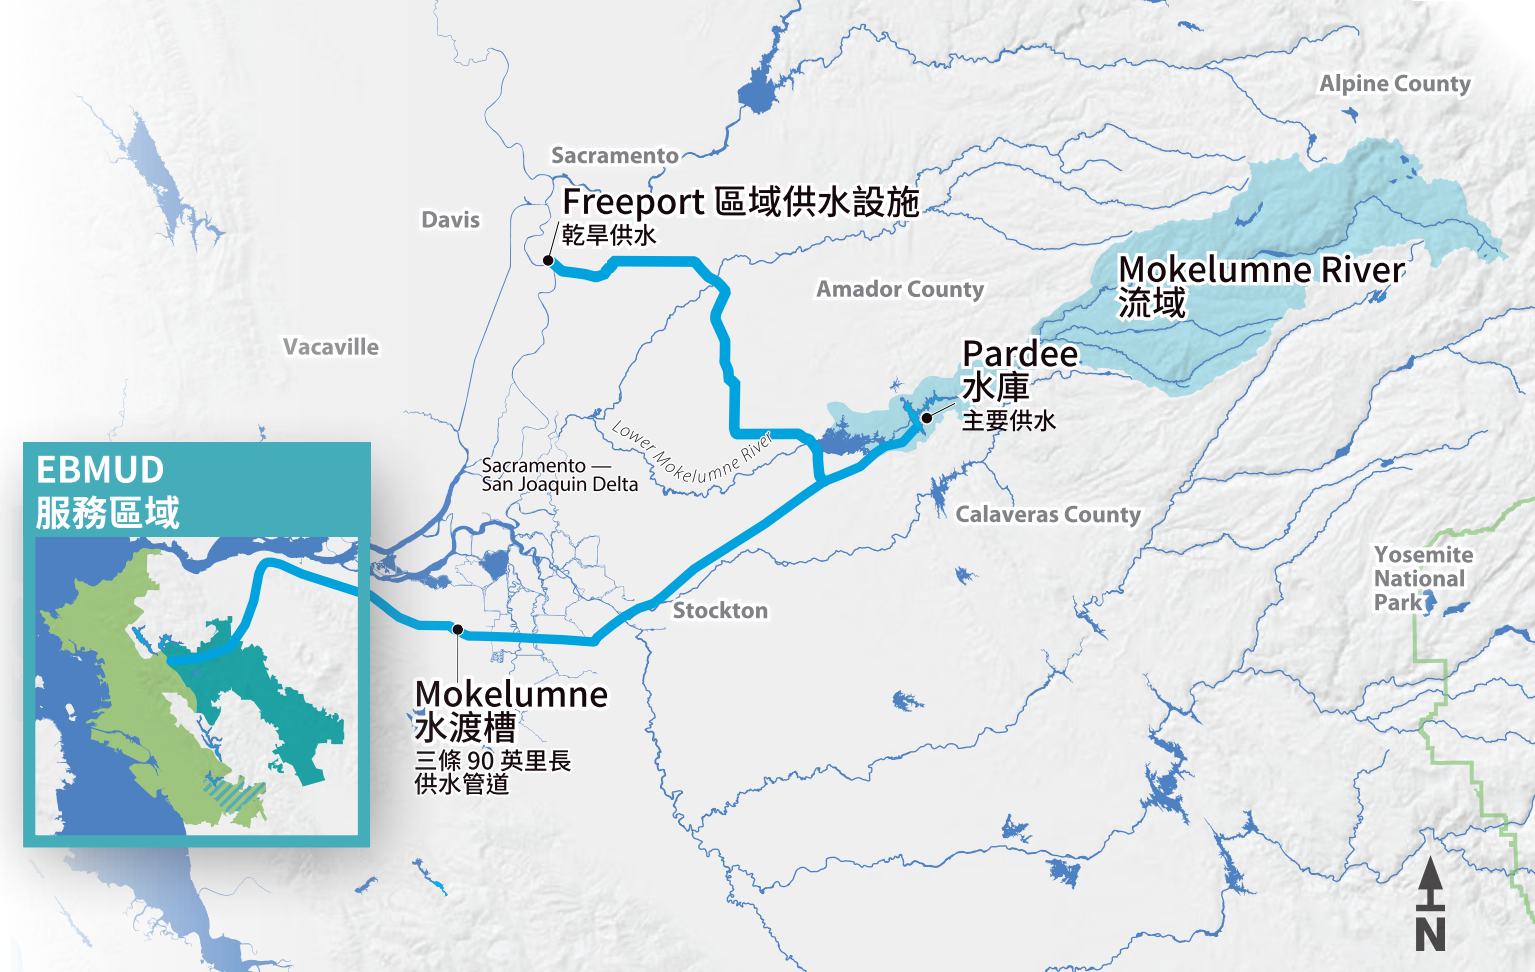 Alpine County
Sacramento
Freeport 區域供水設施
乾旱供水
Davis
Mokelumne River
流域
Amador County
Vacaville
Pardee
水庫
主要供水
Lower Mokelumne River
EBMUD
服務區域
Sacramento —
San Joaquin Delta
Calaveras County
Yosemite
National
Park
Stockton
Mokelumne
水渡槽
三條 90 英里長
供水管道
N